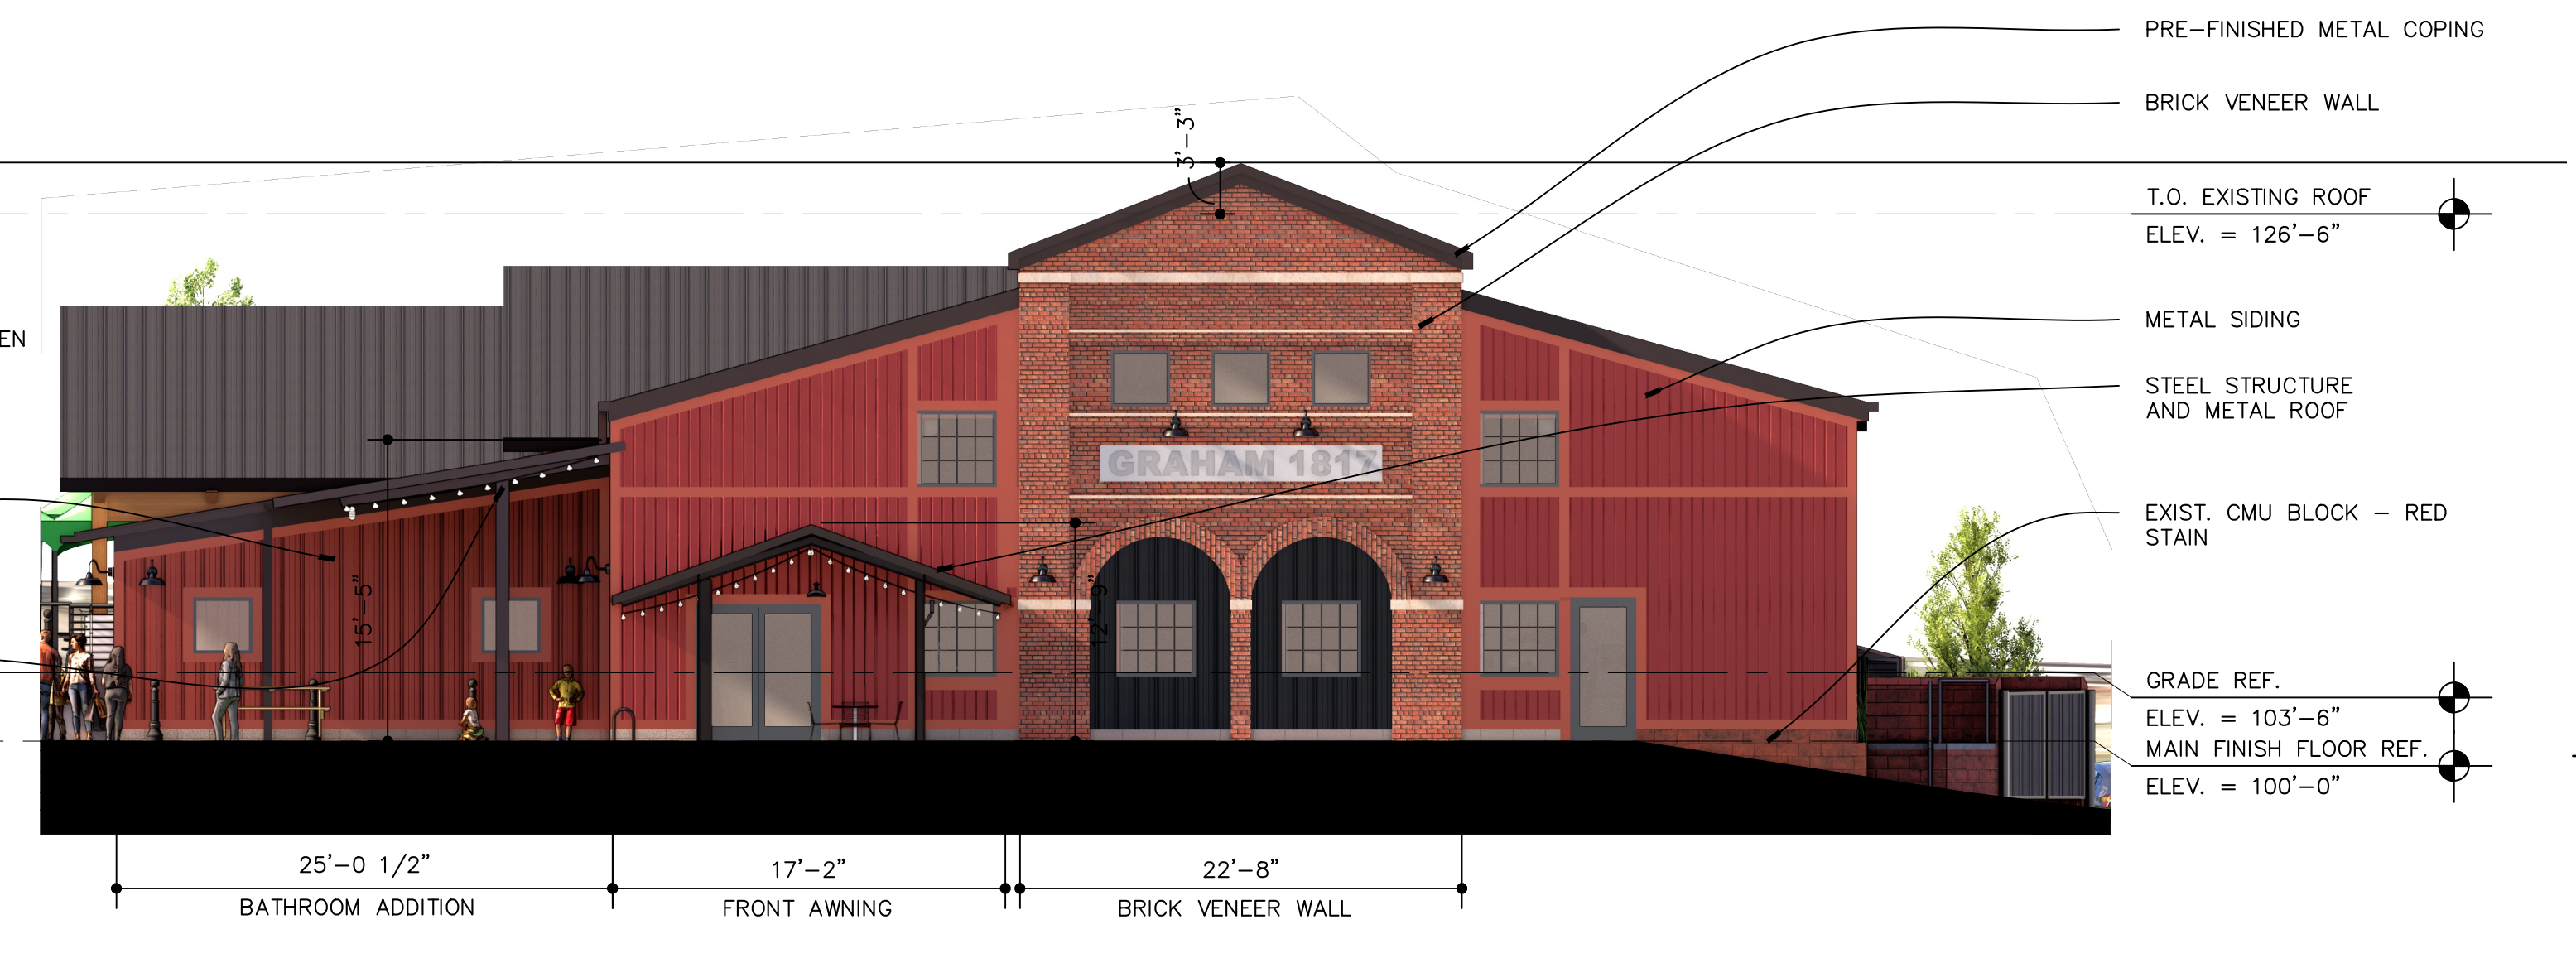 PRE-FINISHED METAL COPING
BRICK VENEER WALL
3'-3"
T.O. EXISTING ROOF
ELEV. = 126'-6"
EN
METAL SIDING
STEEL STRUCTURE
AND METAL ROOF
GRAHAM 1817
EXIST. CMU BLOCK - RED
STAIN
15'-5"
12'-9"
GRADE REF.
ELEV. = 103'-6"
MAIN FINISH FLOOR REF.
ELEV. = 100'-0"
25'-0 1/2"
17'-2"
22'-8"
BATHROOM ADDITION
FRONT AWNING
BRICK VENEER WALL